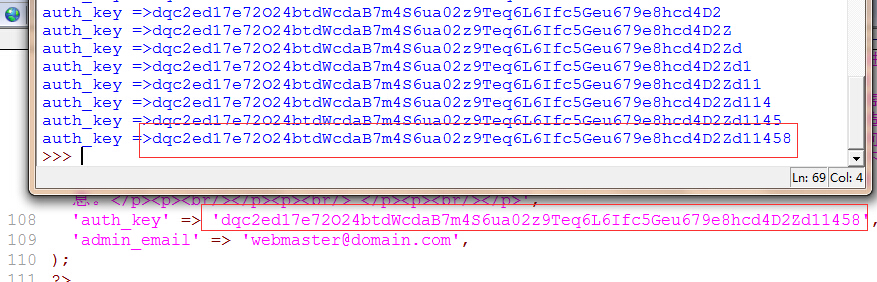 auth_key =>dqc2ed17e72O24btdWcdaB7m4S6ua02z9Teq6L6Ifc5Geu679e8hcd4D2
auth_key =>dqc2ed17e72O24btdWcdaB7m4S6ua02z9Teq6L6Ifc5Geu679e8hcd4D2Z
auth_key =>dqc2ed17e72O24btdWcdaB7m4S6ua02z9Teq6L6Ifc5Geu679e8hcd4D2Zd
auth_key =>dqc2ed17e72O24btdWcdaB7m4S6ua02z9Teq6L6Ifc5Geu679e8hcd4D2Zd1
auth_key =>dqc2ed17e72O24btdWcdaB7m4S6ua02z9Teq6L6Ifc5Geu679e8hcd4D2Zd11
auth_key =>dqc2ed17e72O24btdWcdaB7m4S6ua02z9Teq6L6Ifc5Geu679e8hcd4D2Zd114
auth_key =>dqc2ed17e72O24btdWcdaB7m4S6ua02z9Teq6L6Ifc5Geu679e8hcd4D2Zd1145
auth_key =>dqc2ed17e72O24btdWcdaB7m4S6ua02z9Teq6L6Ifc5Geu679e8hcd4D2Zd11458
>>>
Ln: 69 Col: 4
息。</p><p><br/></p><p><br/> </p><p><br/></p>',
108 'auth_key' => 'dqc2ed17e72O24btdWcdaB7m4S6ua02z9Teq6L6Ifc5Geu679e8hcd4D2Zd11458',
109 'admin_email' => 'webmaster@domain.com',
110 );
111 ?>